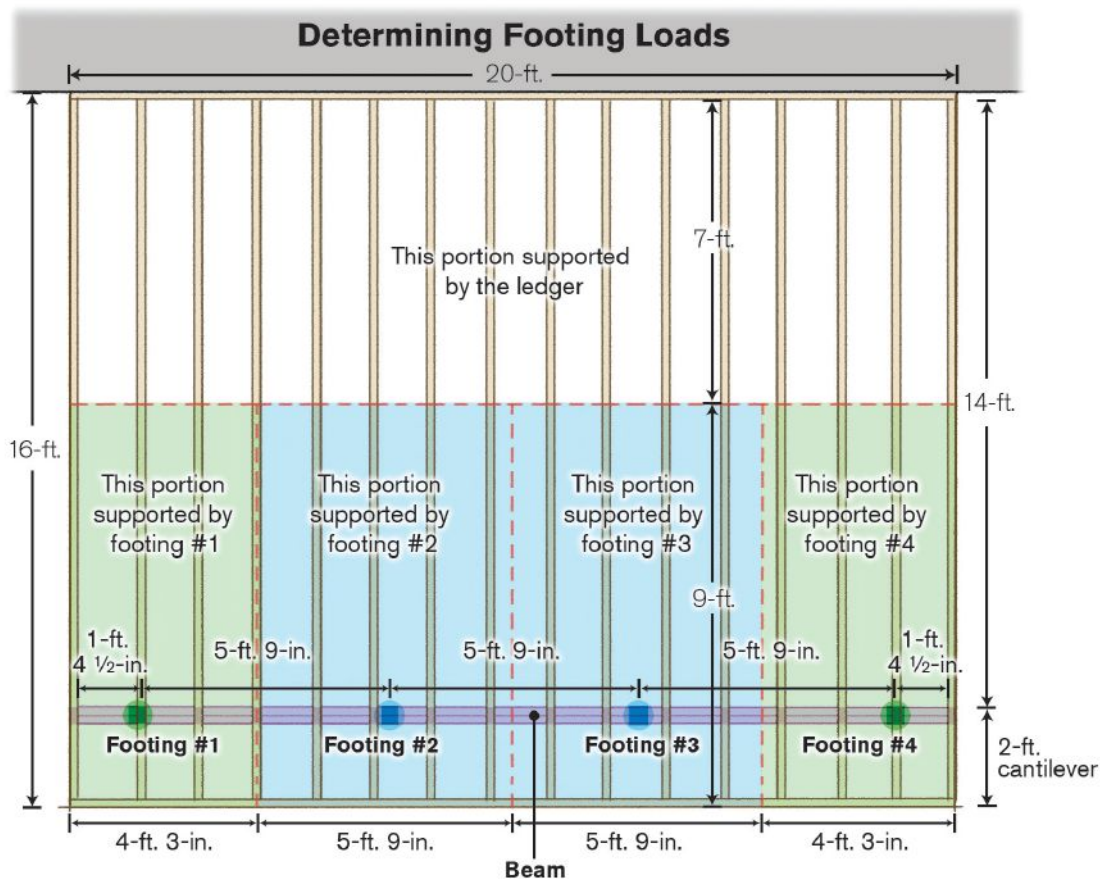 Determining Footing Loads
20-ft.
7-ft.
This portion supported
by the ledger
14-ft.
16-ft.
This portion
supported by
footing #1
This portion
supported by
footing #2
This portion
supported by
footing #3
This portion
supported by
footing #4
9-ft.
1-ft.
4 ½-in.
5-ft. 9-in.
5-ft. 9-in.
5-ft. 9-in.
1-ft.
4 ½-in.
Footing #1
Footing #2
Footing #3
Footing #4
2-ft.
cantilever
4-ft. 3-in.
5-ft. 9-in.
5-ft. 9-in.
4-ft. 3-in.
Beam